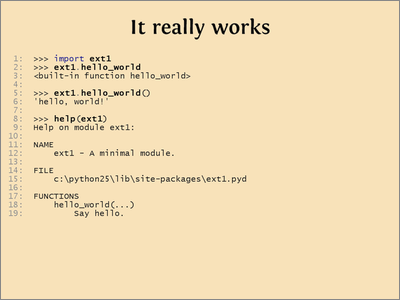 It really works
1: >>> import ext1
2: >>> ext1.hello_world
3: <built-in function hello_world>
4:
5: >>> ext1.hello_world()
6: 'hello, world!'
7:
8: >>> help(ext1)
9: Help on module ext1:
10:
11: NAME
12:     ext1 - A minimal module.
13:
14: FILE
15:     c:\python25\lib\site-packages\ext1.pyd
16:
17: FUNCTIONS
18:     hello_world(...)
19:         Say hello.